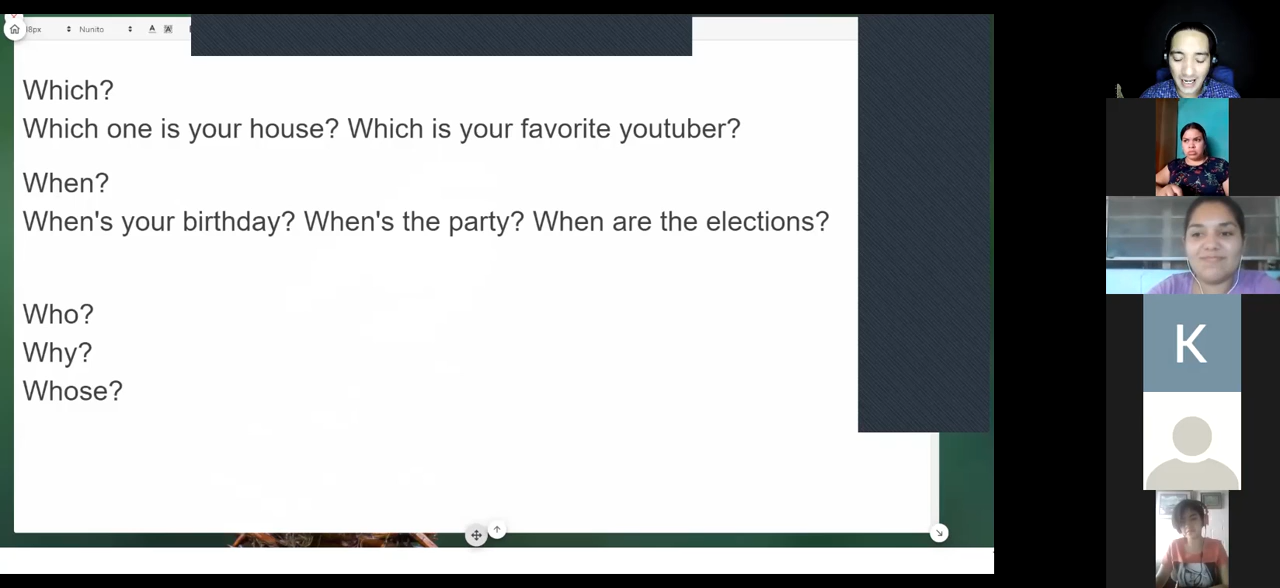 Nunito
Which?
Which one is your house? Which is your favorite youtuber?
When?
When's your birthday? When's the party? When are the elections?
Who?
Why?
Whose?
K